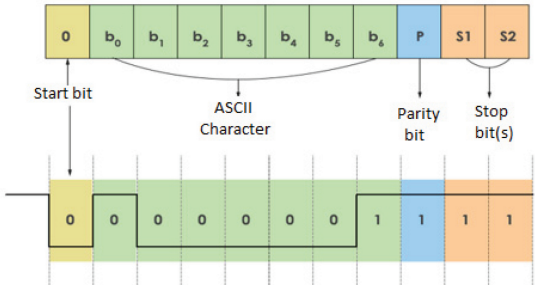 0 b0 b1 b2 b3 b4 b5 b6 P S1 S2
Start bit
ASCII
Character
Parity
bit
Stop
bit(s)
0 0 0 0 0 0 0 1 1 1 1